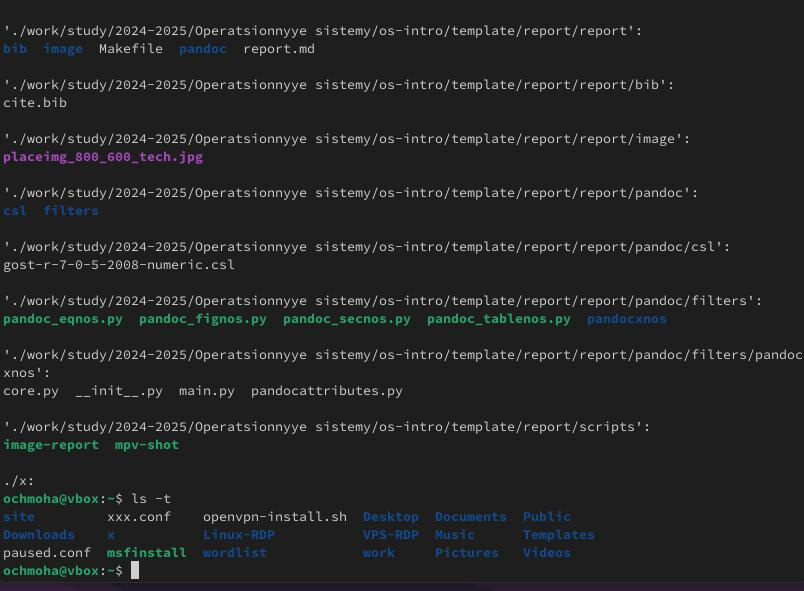 './work/study/2024-2025/Operatsionnyye sistemy/os-intro/template/report/report':
bib  image  Makefile  pandoc  report.md
'./work/study/2024-2025/Operatsionnyye sistemy/os-intro/template/report/report/bib':
cite.bib
'./work/study/2024-2025/Operatsionnyye sistemy/os-intro/template/report/report/image':
placeimg_800_600_tech.jpg
'./work/study/2024-2025/Operatsionnyye sistemy/os-intro/template/report/report/pandoc':
csl  filters
'./work/study/2024-2025/Operatsionnyye sistemy/os-intro/template/report/report/pandoc/csl':
gost-r-7-0-5-2008-numeric.csl
'./work/study/2024-2025/Operatsionnyye sistemy/os-intro/template/report/report/pandoc/filters':
pandoc_eqnos.py  pandoc_fignos.py  pandoc_secnos.py  pandoc_tablenos.py  pandocxnos
'./work/study/2024-2025/Operatsionnyye sistemy/os-intro/template/report/report/pandoc/filters/pandoc
xnos':
core.py  __init__.py  main.py  pandocattributes.py
'./work/study/2024-2025/Operatsionnyye sistemy/os-intro/template/report/scripts':
image-report  mpv-shot
./x:
ochmoha@vbox:~$ ls -t
site         xxx.conf    openvpn-install.sh  Desktop  Documents  Public
Downloads    x           Linux-RDP           VPS-RDP  Music      Templates
paused.conf  msfinstall  wordlist            work     Pictures   Videos
ochmoha@vbox:~$